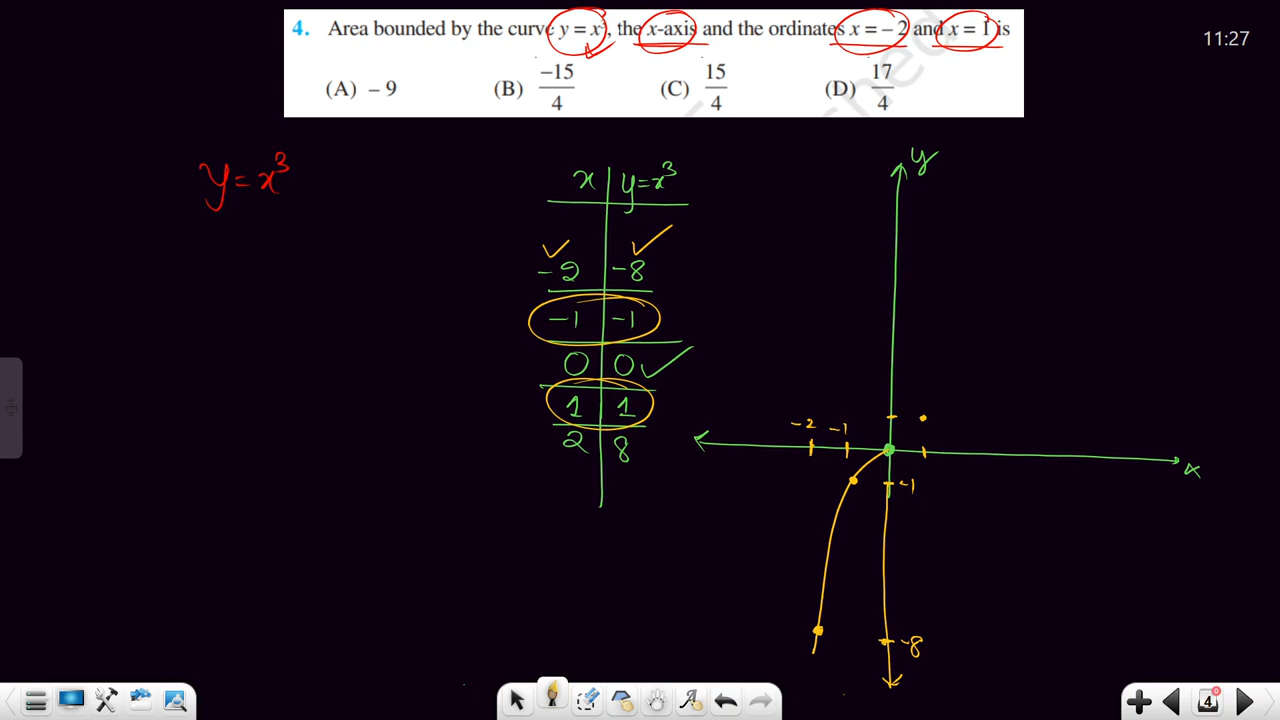 4. Area bounded by the curve y = x³, the x-axis and the ordinates x = – 2 and x = 1 is
11:27
(A) – 9 (B) –15/4 (C) 15/4 (D) 17/4
y = x³
x y=x³
-2 -8
-1 -1
0 0
1 1
2 8
y
-2 -1
x
-1
-8
4
0